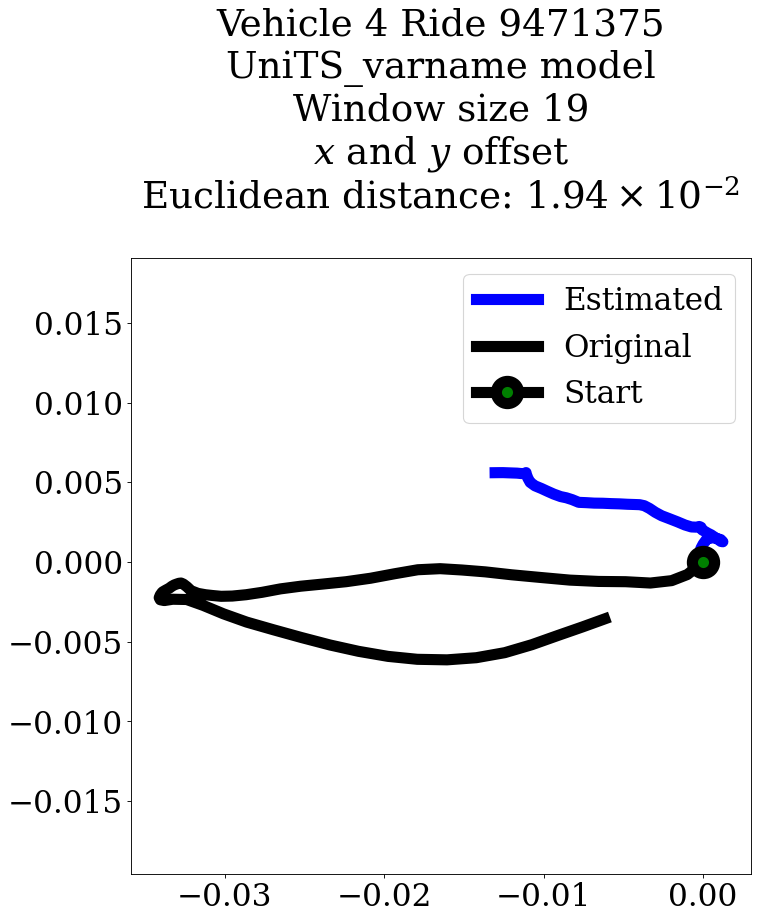 Vehicle 4 Ride 9471375
UniTS_varname model
Window size 19
x and y offset
Euclidean distance: 1.94 × 10⁻²
Estimated
Original
Start
0.015
0.010
0.005
0.000
−0.005
−0.010
−0.015
−0.03
−0.02
−0.01
0.00